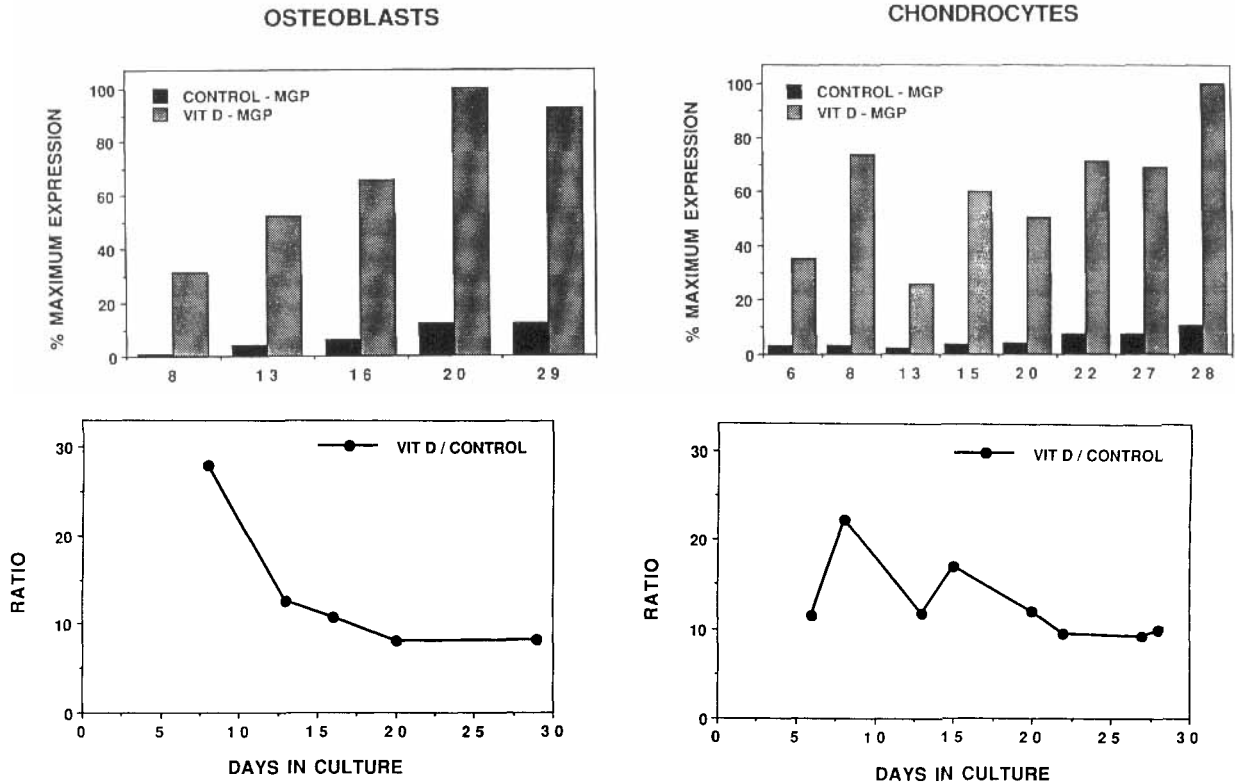 OSTEOBLASTS
% MAXIMUM EXPRESSION
100
80
60
40
20
0
CONTROL - MGP
VIT D - MGP
8 13 16 20 29
CHONDROCYTES
% MAXIMUM EXPRESSION
100
80
60
40
20
0
CONTROL - MGP
VIT D - MGP
6 8 13 15 20 22 27 28
RATIO
30
20
10
0
VIT D / CONTROL
0 5 10 15 20 25 30
DAYS IN CULTURE
RATIO
30
20
10
0
VIT D / CONTROL
0 5 10 15 20 25 30
DAYS IN CULTURE